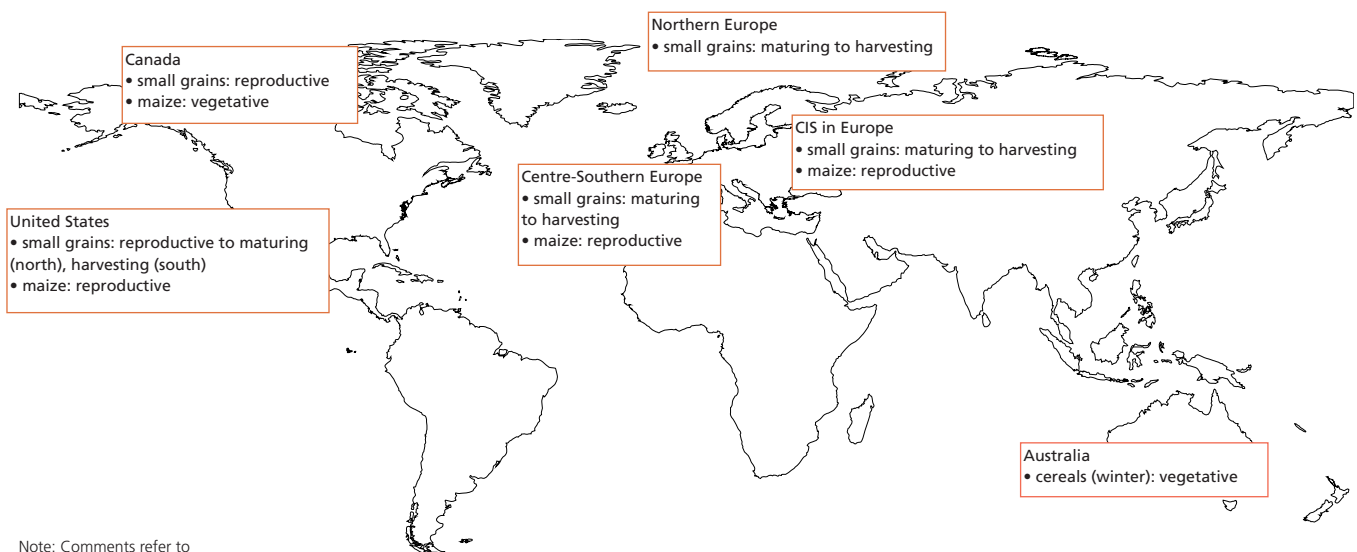 Northern Europe
• small grains: maturing to harvesting
Canada
• small grains: reproductive
• maize: vegetative
CIS in Europe
• small grains: maturing to harvesting
• maize: reproductive
Centre-Southern Europe
• small grains: maturing
to harvesting
• maize: reproductive
United States
• small grains: reproductive to maturing
(north), harvesting (south)
• maize: reproductive
Australia
• cereals (winter): vegetative
Note: Comments refer to